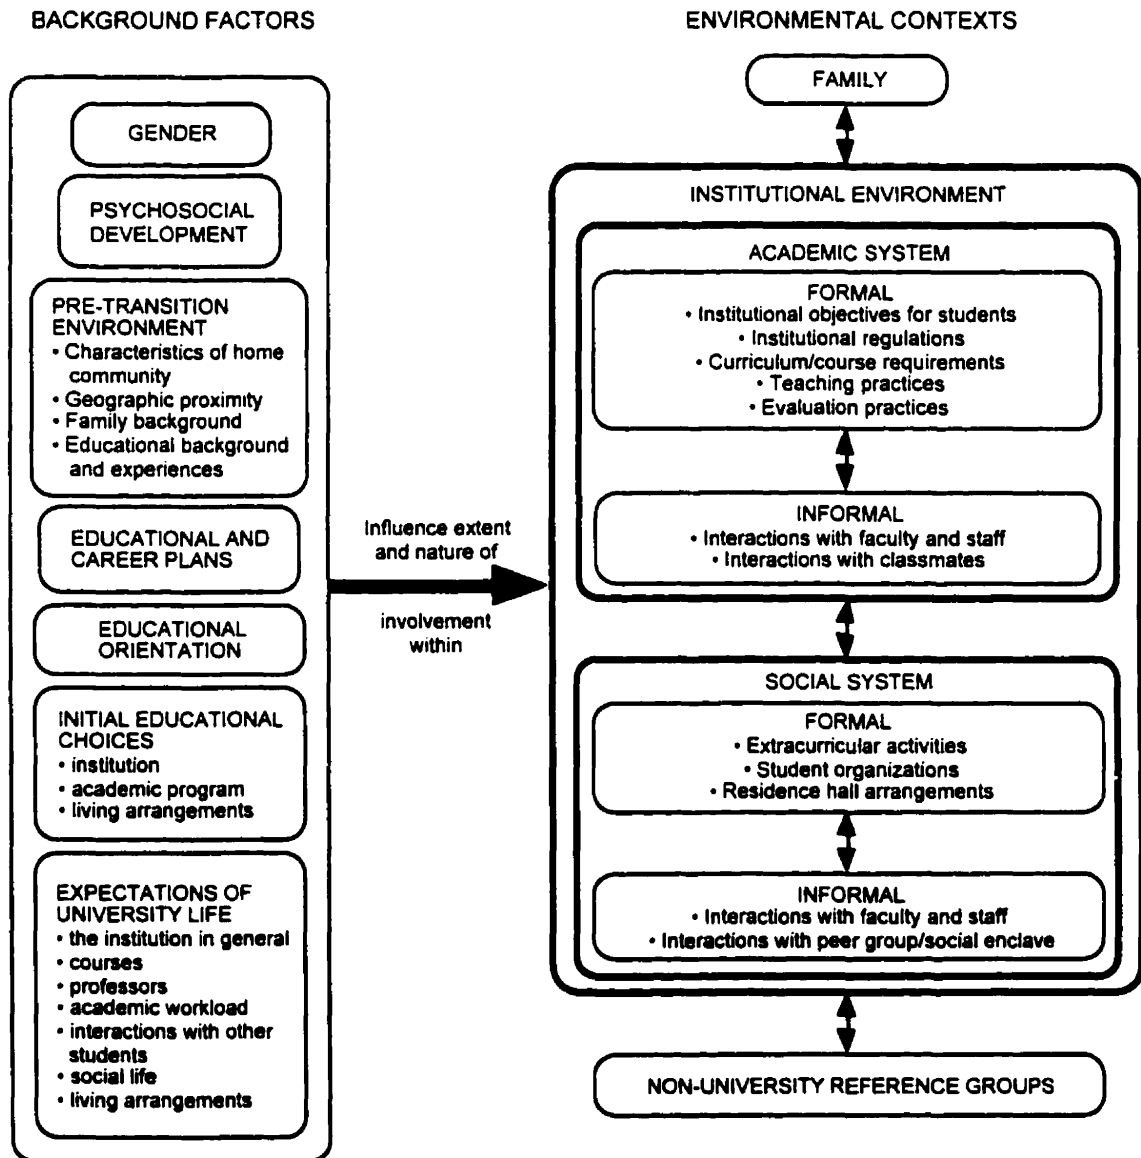 BACKGROUND FACTORS
GENDER
PSYCHOSOCIAL
DEVELOPMENT
PRE-TRANSITION
ENVIRONMENT
• Characteristics of home
community
• Geographic proximity
• Family background
• Educational background
and experiences
EDUCATIONAL AND
CAREER PLANS
EDUCATIONAL
ORIENTATION
INITIAL EDUCATIONAL
CHOICES
• institution
• academic program
• living arrangements
EXPECTATIONS OF
UNIVERSITY LIFE
• the institution in general
• courses
• professors
• academic workload
• interactions with other
students
• social life
• living arrangements
Influence extent
and nature of
involvement
within
ENVIRONMENTAL CONTEXTS
FAMILY
INSTITUTIONAL ENVIRONMENT
ACADEMIC SYSTEM
FORMAL
• Institutional objectives for students
• Institutional regulations
• Curriculum/course requirements
• Teaching practices
• Evaluation practices
INFORMAL
• Interactions with faculty and staff
• Interactions with classmates
SOCIAL SYSTEM
FORMAL
• Extracurricular activities
• Student organizations
• Residence hall arrangements
INFORMAL
• Interactions with faculty and staff
• Interactions with peer group/social enclave
NON-UNIVERSITY REFERENCE GROUPS